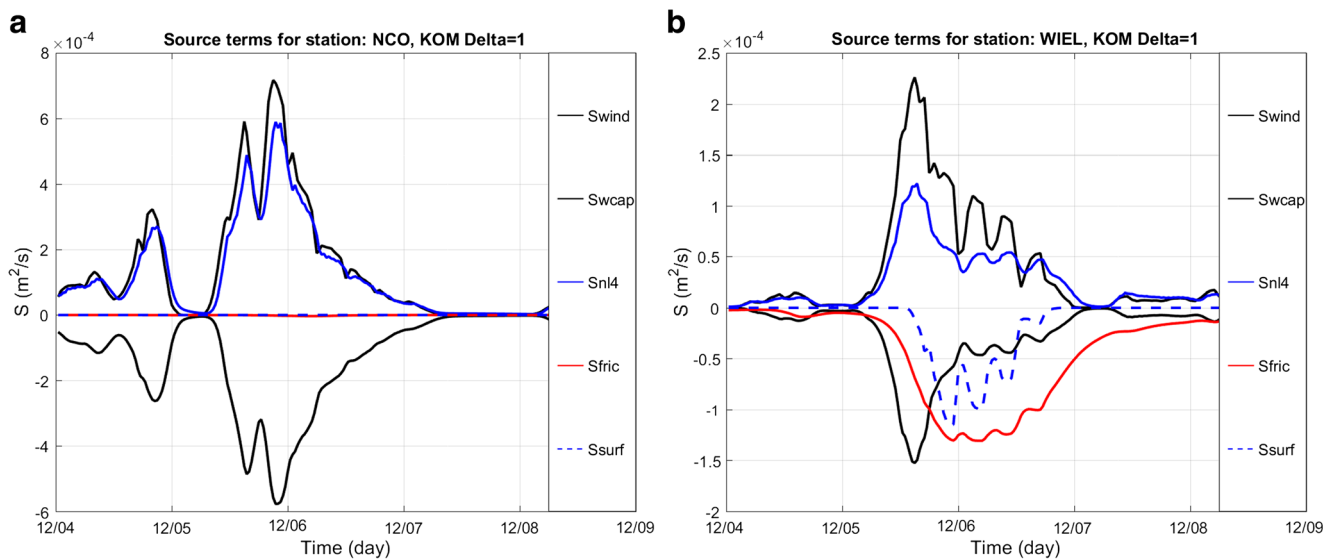 a
×10⁻⁴
Source terms for station: NCO, KOM Delta=1
8
6
4
2
0
-2
-4
-6
S (m²/s)
12/04
12/05
12/06
12/07
12/08
12/09
Time (day)
Swind
Swcap
Snl4
Sfric
Ssurf
b
×10⁻⁴
Source terms for station: WIEL, KOM Delta=1
2.5
2
1.5
1
0.5
0
-0.5
-1
-1.5
-2
S (m²/s)
12/04
12/05
12/06
12/07
12/08
12/09
Time (day)
Swind
Swcap
Snl4
Sfric
Ssurf